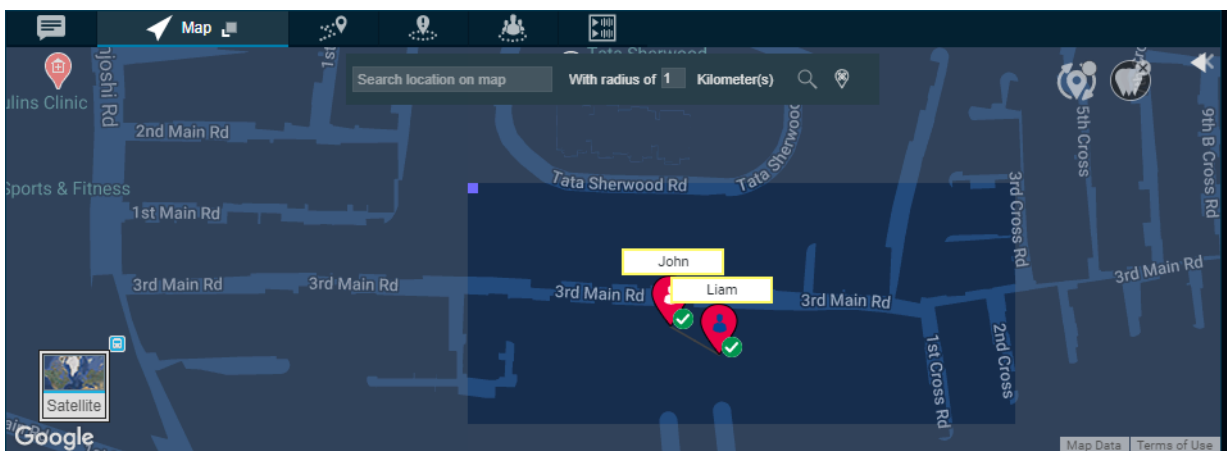 Map
Tata Sherwood
Search location on map
With radius of 1 Kilometer(s)
1st
njoshi Rd
ulins Clinic
2nd Main Rd
5th Cross
9th B Cross Rd
Sports & Fitness
1st Main Rd
Tata Sherwood Rd
Tata Sherwood
3rd Cross Rd
John
3rd Main Rd
3rd Main Rd
3rd Main Rd
Liam
3rd Main Rd
3rd Main Rd
1st Cross Rd
2nd Cross
Satellite
Google
Map Data
Terms of Use